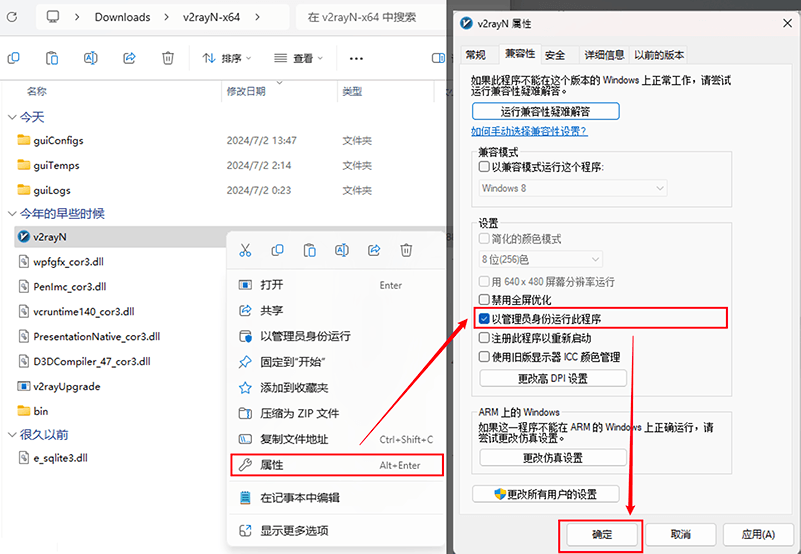 Downloads
v2rayN-x64
在 v2rayN-x64 中搜索
排序
查看
名称
修改日期
类型
今天
guiConfigs 2024/7/2 13:47 文件夹
guiTemps 2024/7/2 2:14 文件夹
guiLogs 2024/7/2 0:23 文件夹
今年的早些时候
v2rayN
wpfgfx_cor3.dll
PenImc_cor3.dll
vcruntime140_cor3.dll
PresentationNative_cor3.dll
D3DCompiler_47_cor3.dll
v2rayUpgrade
bin
很久以前
e_sqlite3.dll
打开 Enter
共享
以管理员身份运行
固定到"开始"
添加到收藏夹
压缩为 ZIP 文件
复制文件地址 Ctrl+Shift+C
属性 Alt+Enter
在记事本中编辑
显示更多选项
v2rayN 属性
常规 兼容性 安全 详细信息 以前的版本
如果此程序不能在这个版本的 Windows 上正常工作，请尝试
运行兼容性疑难解答。
运行兼容性疑难解答
如何手动选择兼容性设置?
兼容模式
以兼容模式运行这个程序:
Windows 8
设置
简化的颜色模式
8 位(256)色
用 640 x 480 屏幕分辨率运行
禁用全屏优化
以管理员身份运行此程序
注册此程序以重新启动
使用旧版显示器 ICC 颜色管理
更改高 DPI 设置
ARM 上的 Windows
如果这一程序不能在 ARM 的 Windows 上正确运行，请
尝试更改仿真设置。
更改仿真设置
更改所有用户的设置
确定 取消 应用(A)